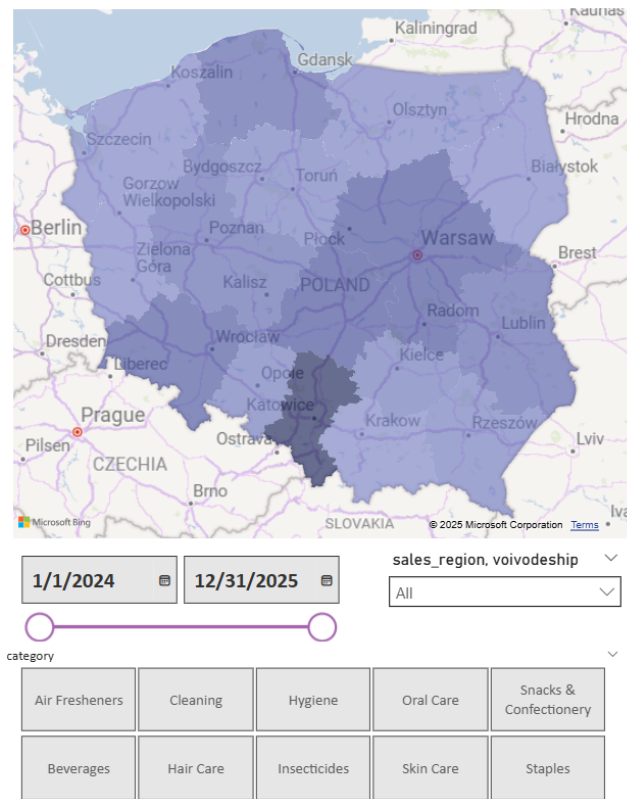 Kaunas
Kaliningrad
Gdansk
Koszalin
Olsztyn
Hrodna
Szczecin
Bydgoszcz
Toruń
Białystok
Gorzow
Wielkopolski
Berlin
Poznan
Płock
Warsaw
Zielona
Góra
Brest
Cottbus
Kalisz
POLAND
Radom
Lublin
Dresden
Wrocław
Liberec
Kielce
Opole
Katowice
Prague
Krakow
Rzeszów
Ostrava
Lviv
Pilsen
CZECHIA
Brno
Iva
Microsoft Bing
SLOVAKIA
© 2025 Microsoft Corporation Terms
sales_region, voivodeship
1/1/2024
12/31/2025
All
category
Air Fresheners
Cleaning
Hygiene
Oral Care
Snacks &
Confectionery
Beverages
Hair Care
Insecticides
Skin Care
Staples